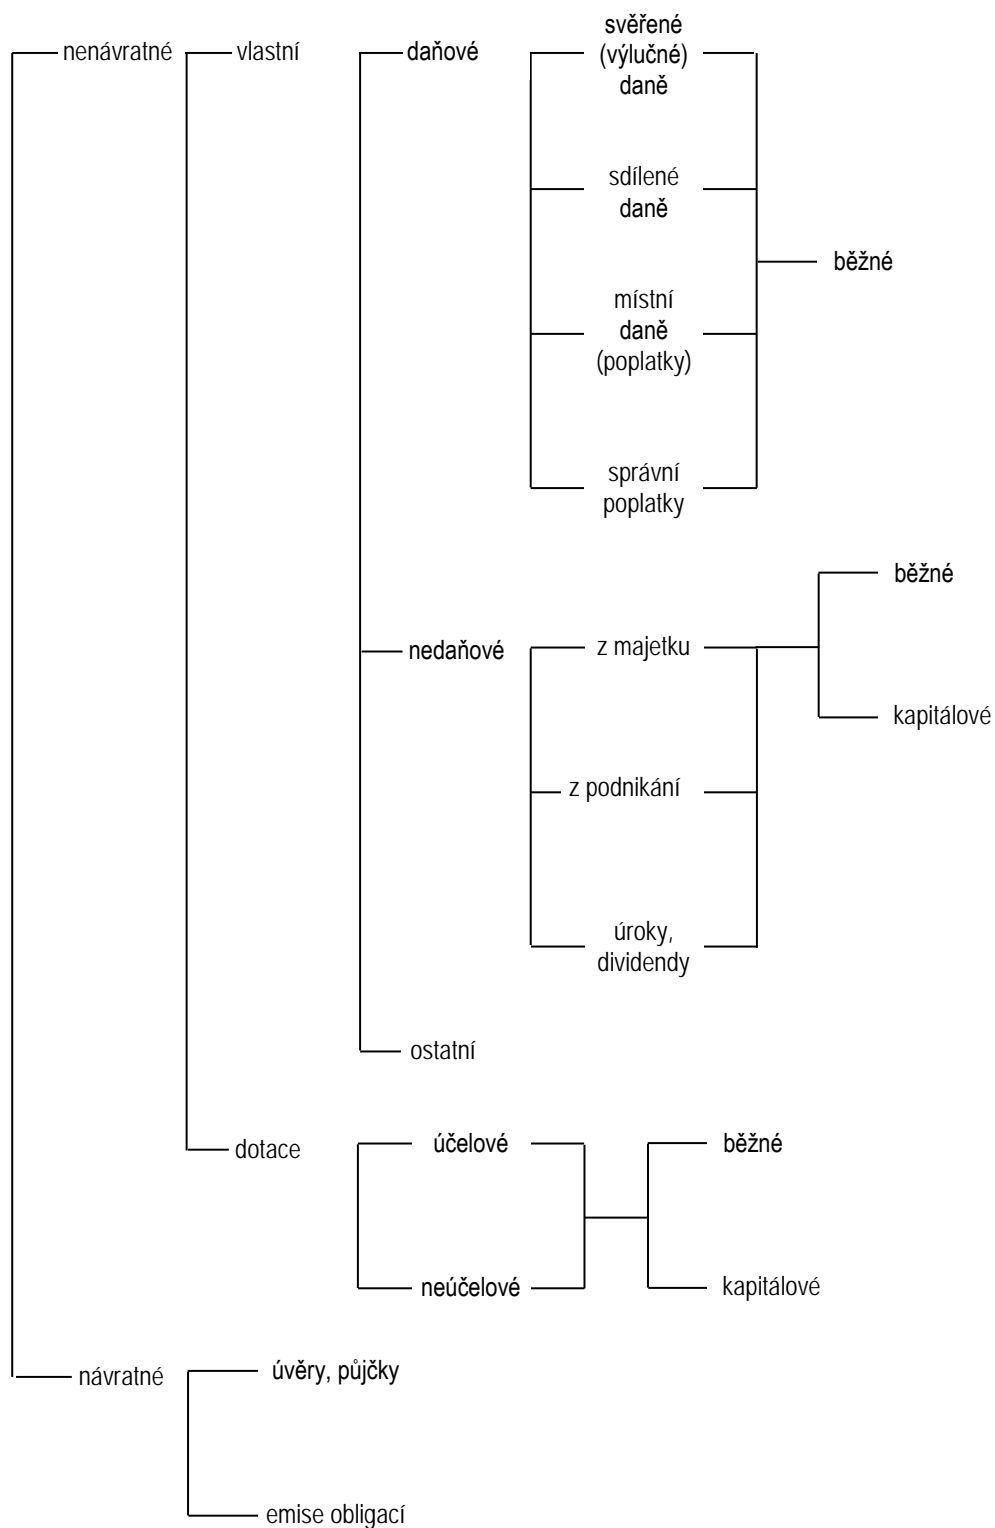 nenávratné
vlastní
daňové
svěřené
(výlučné)
daně
sdílené
daně
běžné
místní
daně
(poplatky)
správní
poplatky
běžné
nedaňové
z majetku
kapitálové
z podnikání
úroky,
dividendy
ostatní
dotace
účelové
běžné
neúčelové
kapitálové
návratné
úvěry, půjčky
emise obligací